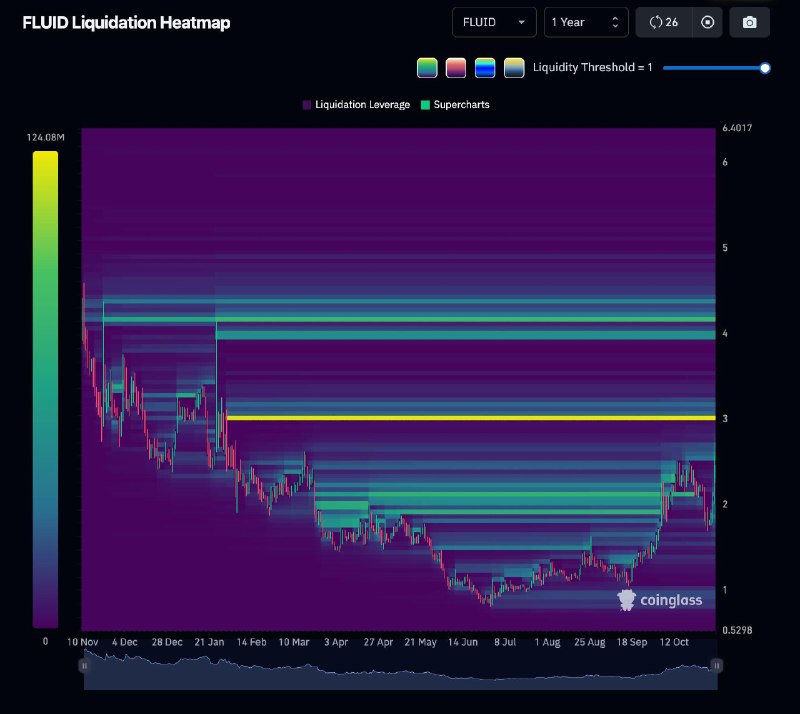 FLUID Liquidation Heatmap
FLUID
1 Year
26
Liquidity Threshold = 1
Liquidation Leverage
Supercharts
124.08M
0
6.4017
6
5
4
3
2
1
0.5298
coinglass
10 Nov 4 Dec 28 Dec 21 Jan 14 Feb 10 Mar 3 Apr 27 Apr 21 May 14 Jun 8 Jul 1 Aug 25 Aug 18 Sep 12 Oct